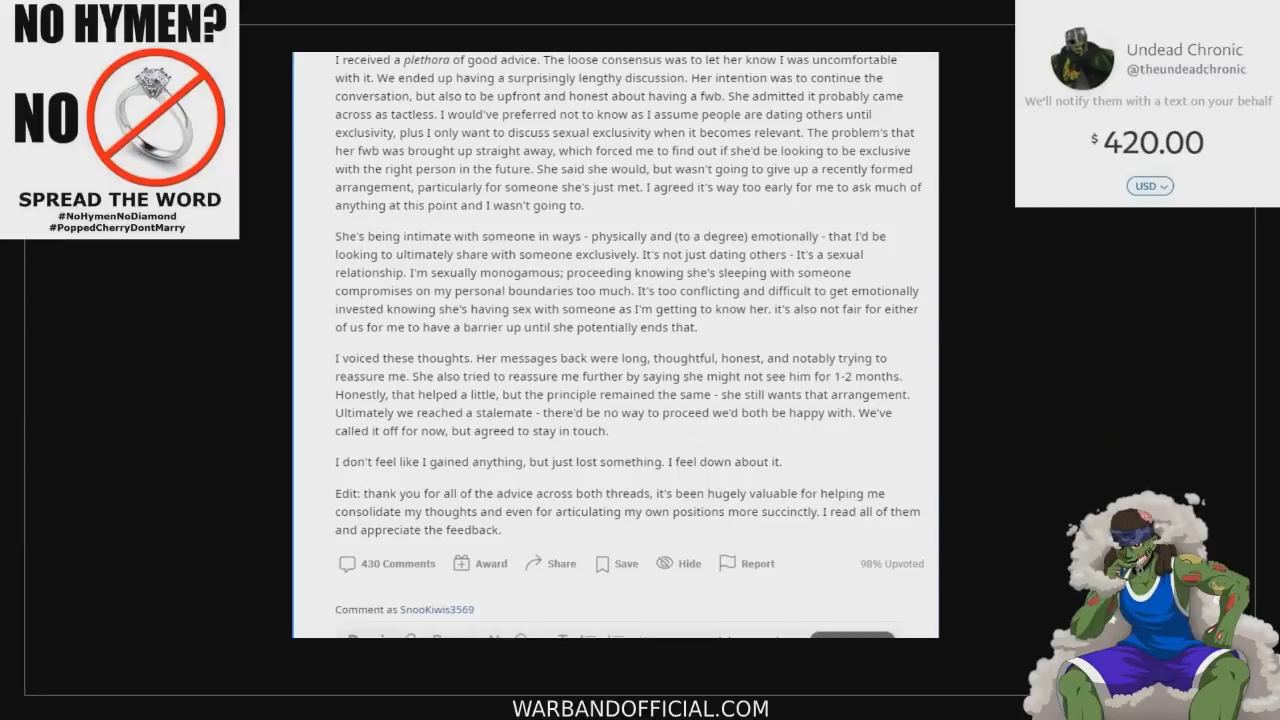 NO HYMEN?
NO
SPREAD THE WORD
#NoHymenNoDiamond
#PoppedCherryDontMarry
I received a plethora of good advice. The loose consensus was to let her know I was uncomfortable
with it. We ended up having a surprisingly lengthy discussion. Her intention was to continue the
conversation, but also to be upfront and honest about having a fwb. She admitted it probably came
across as tactless. I would've preferred not to know as I assume people are dating others until
exclusivity, plus I only want to discuss sexual exclusivity when it becomes relevant. The problem's that
her fwb was brought up straight away, which forced me to find out if she'd be looking to be exclusive
with the right person in the future. She said she would, but wasn't going to give up a recently formed
arrangement, particularly for someone she's just met. I agreed it's way too early for me to ask much of
anything at this point and I wasn't going to.
She's being intimate with someone in ways - physically and (to a degree) emotionally - that I'd be
looking to ultimately share with someone exclusively. It's not just dating others - It's a sexual
relationship. I'm sexually monogamous; proceeding knowing she's sleeping with someone
compromises on my personal boundaries too much. It's too conflicting and difficult to get emotionally
invested knowing she's having sex with someone as I'm getting to know her. it's also not fair for either
of us for me to have a barrier up until she potentially ends that.
I voiced these thoughts. Her messages back were long, thoughtful, honest, and notably trying to
reassure me. She also tried to reassure me further by saying she might not see him for 1-2 months.
Honestly, that helped a little, but the principle remained the same - she still wants that arrangement.
Ultimately we reached a stalemate - there'd be no way to proceed we'd both be happy with. We've
called it off for now, but agreed to stay in touch.
I don't feel like I gained anything, but just lost something. I feel down about it.
Edit: thank you for all of the advice across both threads, it's been hugely valuable for helping me
consolidate my thoughts and even for articulating my own positions more succinctly. I read all of them
and appreciate the feedback.
430 Comments Award Share Save Hide Report 98% Upvoted
Comment as SnooKiwis3569
Undead Chronic
@theundeadchronic
We'll notify them with a text on your behalf
$ 420.00
USD
WARBANDOFFICIAL.COM